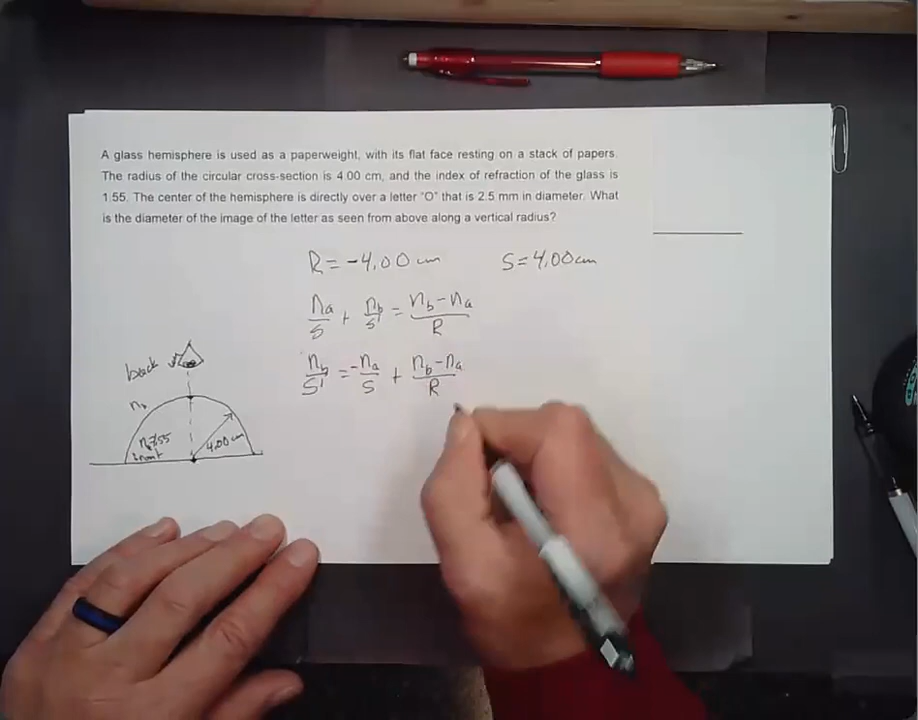 A glass hemisphere is used as a paperweight, with its flat face resting on a stack of papers.
The radius of the circular cross-section is 4.00 cm, and the index of refraction of the glass is
1.55. The center of the hemisphere is directly over a letter "O" that is 2.5 mm in diameter. What
is the diameter of the image of the letter as seen from above along a vertical radius?
R = -4,00 cm S = 4,00cm
na/s + nb/s' = nb-na/R
nb/s' = -na/s + nb-na/R
back
nb
na=1.55 4.00cm
front